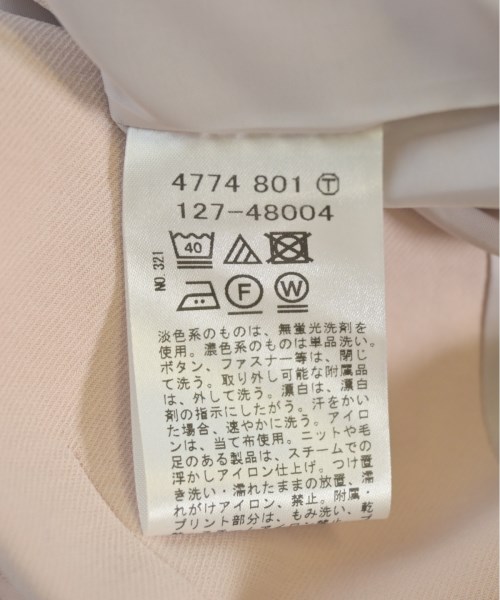 4774 801 Ⓣ
127-48004
NO.321
40
F W
淡色系のものは、無蛍光洗剤を
使用。濃色系のものは単品洗い。
ボタン、ファスナー等は、閉じ
て洗う。取り外し可能な附属品
は、外して洗う。漂白は、漂白
剤の指示にしたがう。汗をかい
た場合、速やかに洗う。アイロ
ンは、当て布使用。ニットや毛
足のある製品は、スチームでの
浮かしアイロン仕上げ。つけ置
き洗い・濡れたままの放置、濡
れがけアイロン、禁止。附属・
プリント部分は、もみ洗い、乾